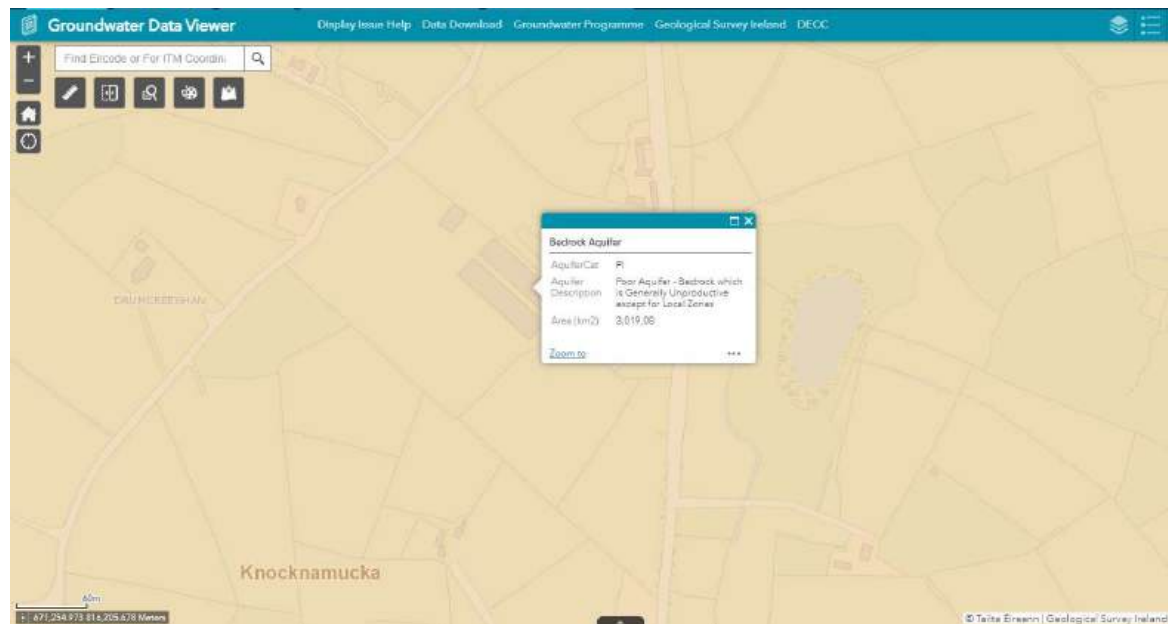 Groundwater Data Viewer
Display Issue Help Data Download Groundwater Programme Geological Survey Ireland DECC
Find Eircode or For ITM Coordin:
Bedrock Aquifer
AquiferCat Pl
Aquifer Description Poor Aquifer - Bedrock which
is Generally Unproductive
except for Local Zones
Area (km2) 3,019.08
Zoom to
Knocknamucka
60m
671,254.973 816,205.678 Meters
© Tailte Éireann | Geological Survey Ireland